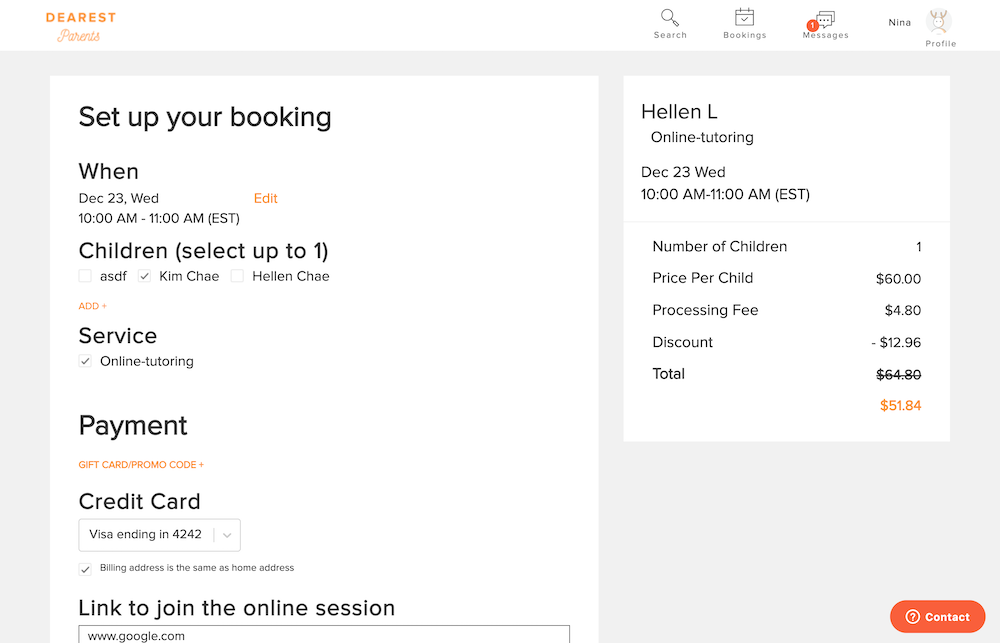 DEAREST
Parents
Search
Bookings
1
Messages
Nina
Profile
Set up your booking
When
Dec 23, Wed Edit
10:00 AM - 11:00 AM (EST)
Children (select up to 1)
asdf Kim Chae Hellen Chae
ADD +
Service
Online-tutoring
Payment
GIFT CARD/PROMO CODE +
Credit Card
Visa ending in 4242
Billing address is the same as home address
Link to join the online session
www.google.com
Hellen L
Online-tutoring
Dec 23 Wed
10:00 AM-11:00 AM (EST)
Number of Children 1
Price Per Child $60.00
Processing Fee $4.80
Discount - $12.96
Total $64.80
$51.84
? Contact